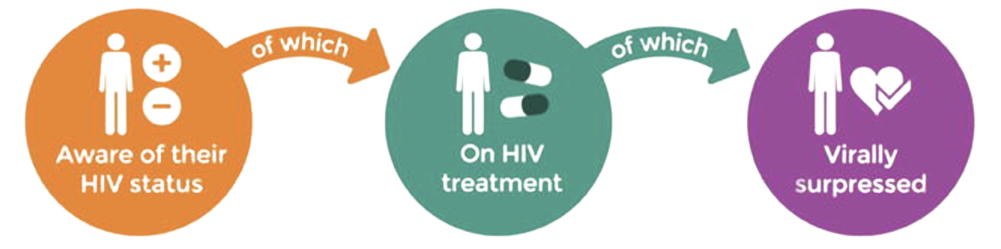 of which
of which
Aware of their
HIV status
On HIV
treatment
Virally
surpressed